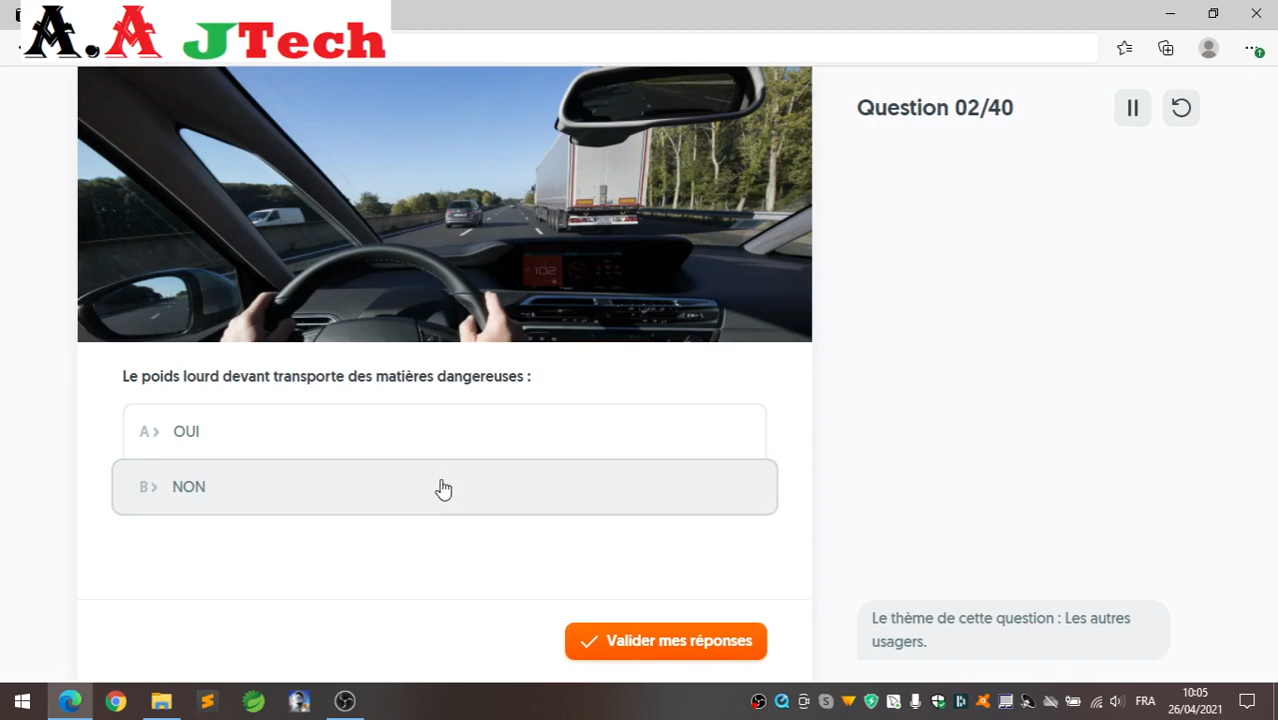 A.A JTech
Question 02/40
102
Le poids lourd devant transporte des matières dangereuses :
A > OUI
B > NON
Valider mes réponses
Le thème de cette question : Les autres
usagers.
FRA
10:05
26/04/2021